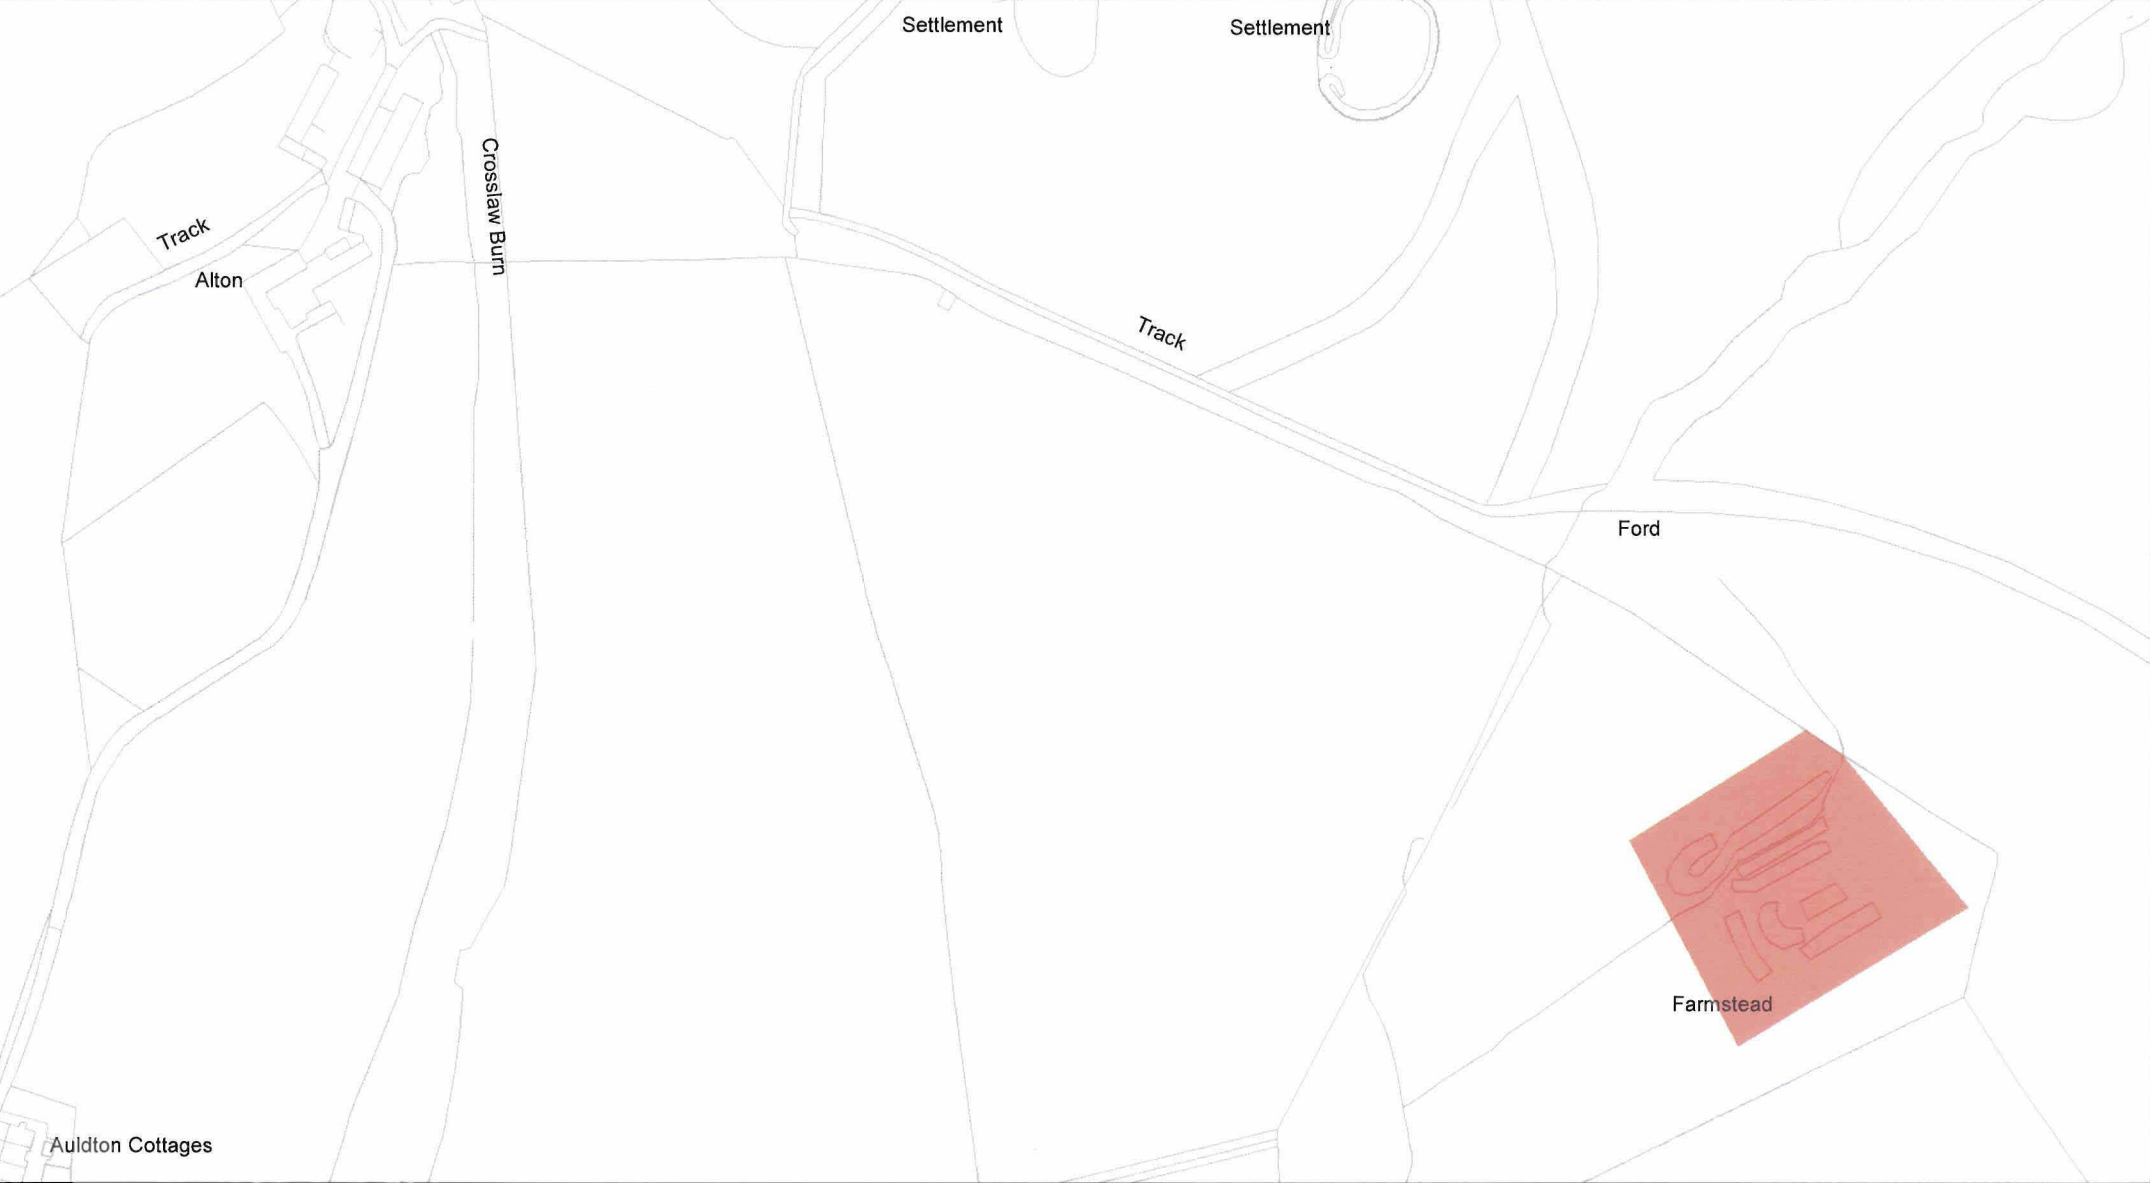 Settlement
Settlement
Crosslaw Burn
Track
Alton
Track
Ford
Farmstead
Auldton Cottages